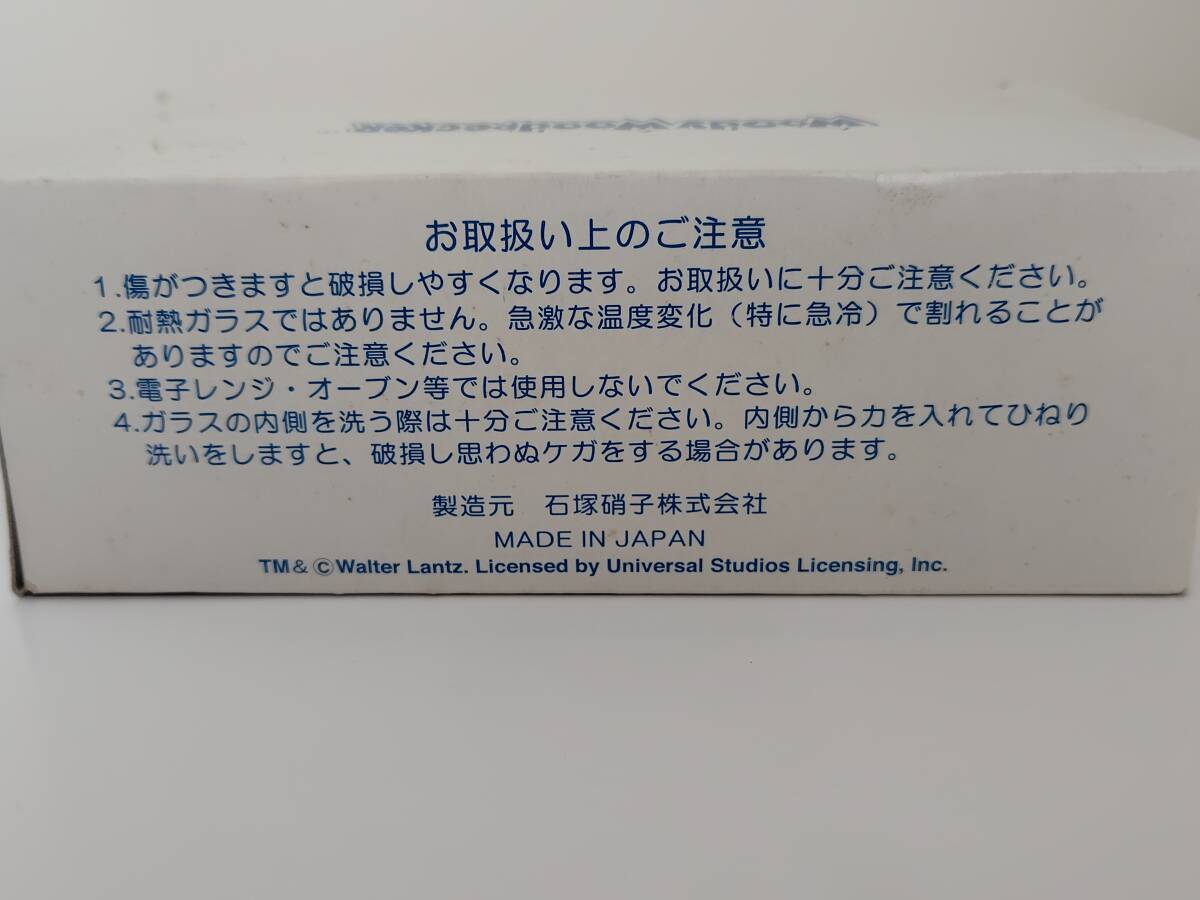 Woody Woodpecker
お取扱い上のご注意
1.傷がつきますと破損しやすくなります。お取扱いに十分ご注意ください。
2.耐熱ガラスではありません。急激な温度変化（特に急冷）で割れることが
ありますのでご注意ください。
3.電子レンジ・オーブン等では使用しないでください。
4.ガラスの内側を洗う際は十分ご注意ください。内側から力を入れてひねり
洗いをしますと、破損し思わぬケガをする場合があります。
製造元 石塚硝子株式会社
MADE IN JAPAN
TM & ©Walter Lantz. Licensed by Universal Studios Licensing, Inc.